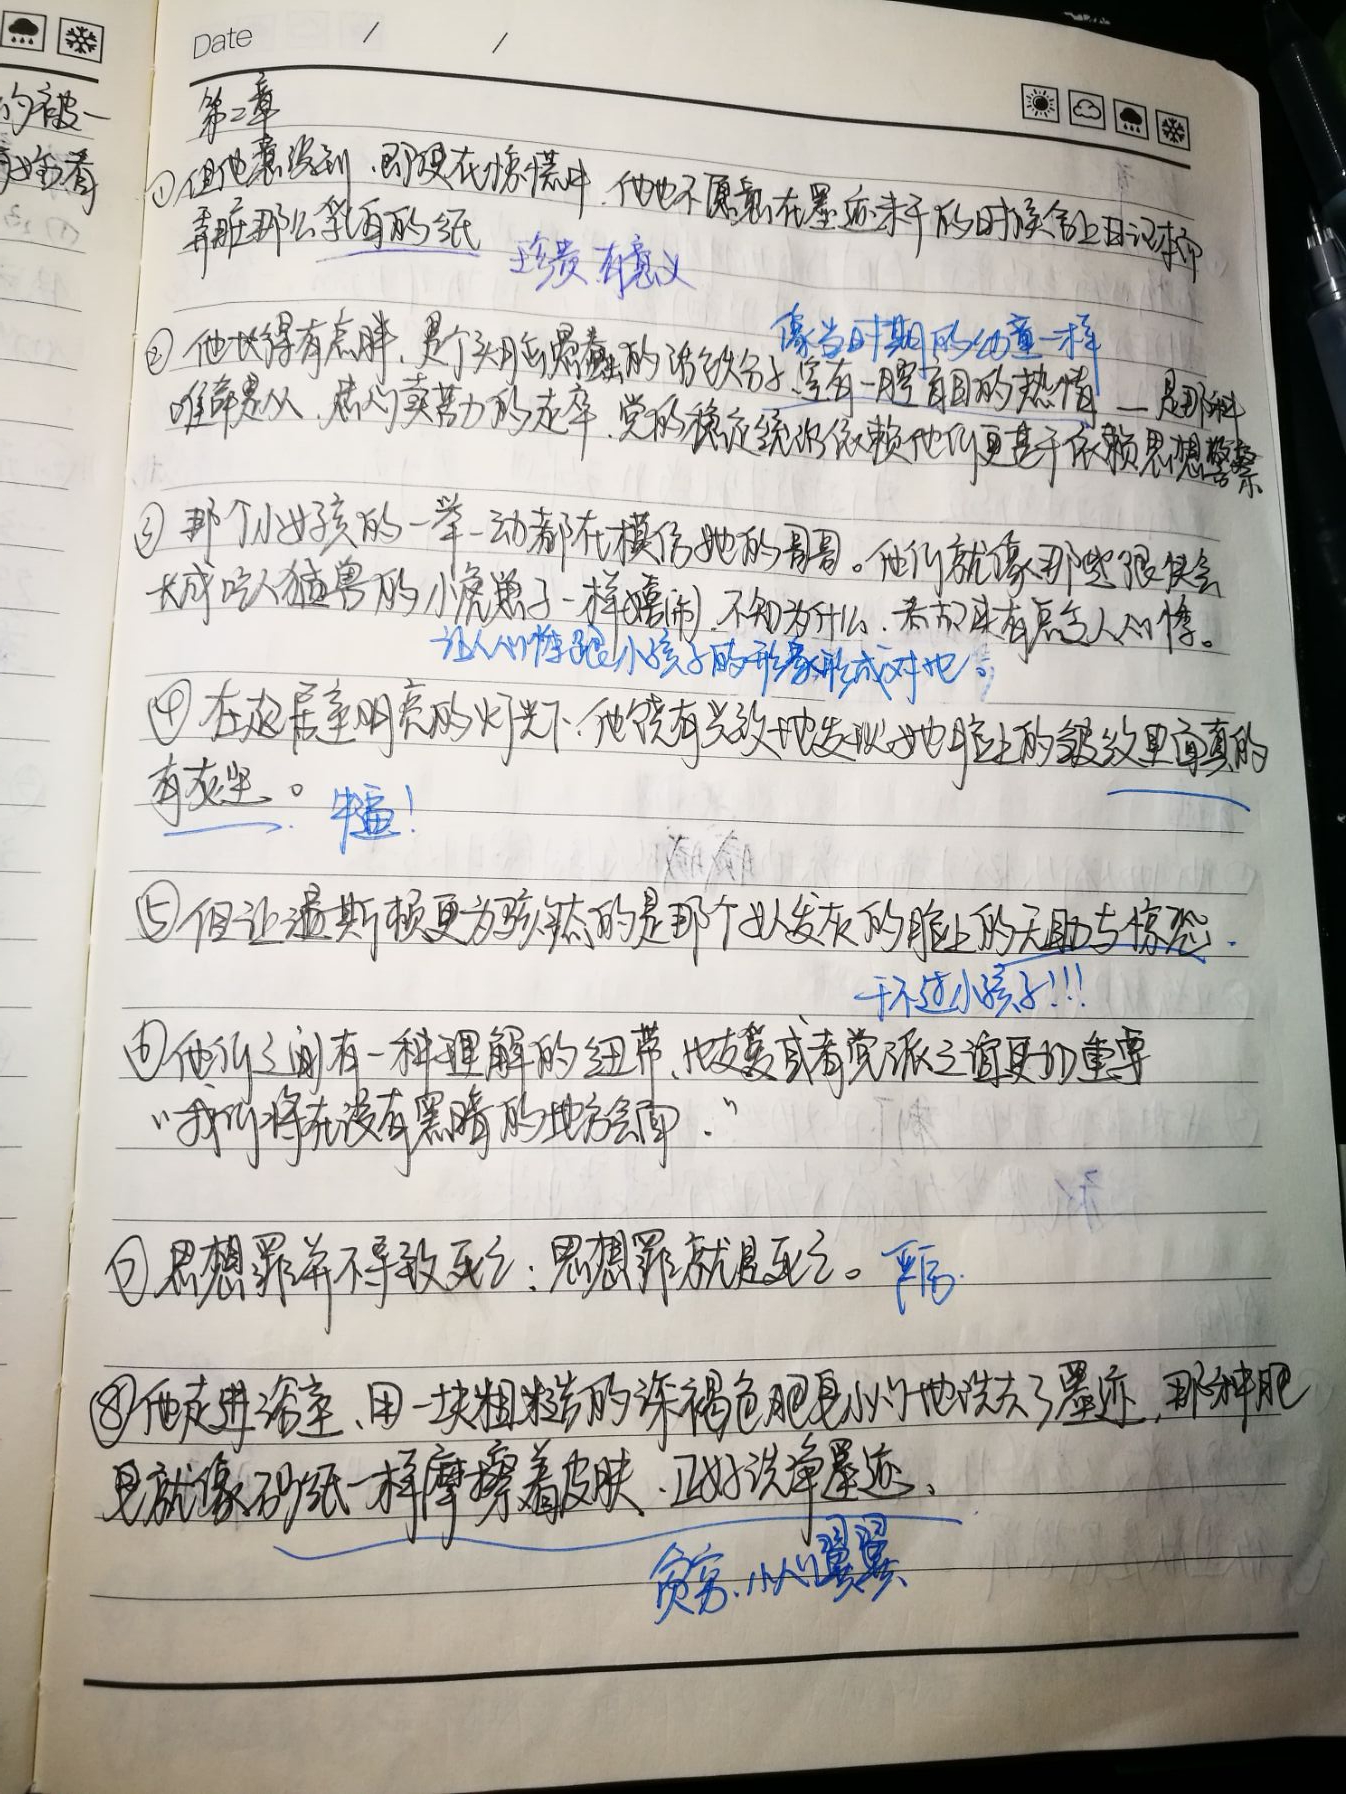 的被一
Date / /
第二章
①但他意识到,即便在惊慌中,他也不愿意在墨迹未干的时候合上日记本而
弄脏那么乳白的纸
珍贵 有意义
像当时期的幼童一样
②他长得有点胖,是个头脑愚蠢的活跃分子,空有一腔盲目的热情——是那种
唯命是从、忠心卖苦力的走卒,党的稳定统治依赖他们更甚于依赖思想警察
③那个小女孩的一举一动都在模仿她的哥哥。他们就像那些很快会
长成吃人猛兽的小虎崽子一样嬉闹,不知为什么,看起来有点令人心悸。
让人心悸跟小孩子的形象形成对比。
④在起居室明亮的灯光下,他饶有兴致地发现她脸上的皱纹里面真的
有灰尘。
牛逼!
⑤但让温斯顿更为骇然的是那个女人发灰的脸上的无助与惊恐.
干不过小孩子!!!
⑥他们之间有一种理解的纽带,比友爱或者党派之谊更加重要
“我们将在没有黑暗的地方会面.”
⑦思想罪并不导致死亡:思想罪就是死亡。
严厉.
⑧他走进浴室,用一块粗糙的深褐色肥皂小心地洗去了墨迹,那种肥
皂就像砂纸一样摩擦着皮肤,正好洗净墨迹.
贫穷.小心翼翼